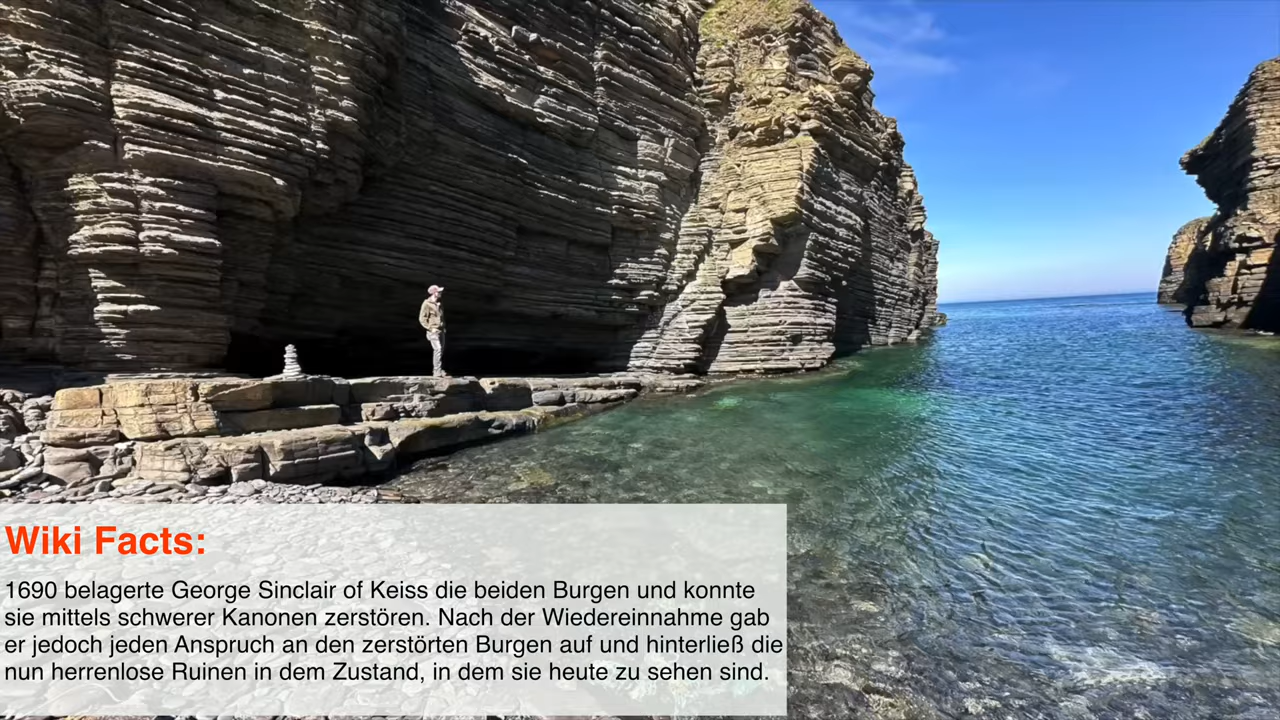 Wiki Facts:
1690 belagerte George Sinclair of Keiss die beiden Burgen und konnte
sie mittels schwerer Kanonen zerstören. Nach der Wiedereinnahme gab
er jedoch jeden Anspruch an den zerstörten Burgen auf und hinterließ die
nun herrenlose Ruinen in dem Zustand, in dem sie heute zu sehen sind.